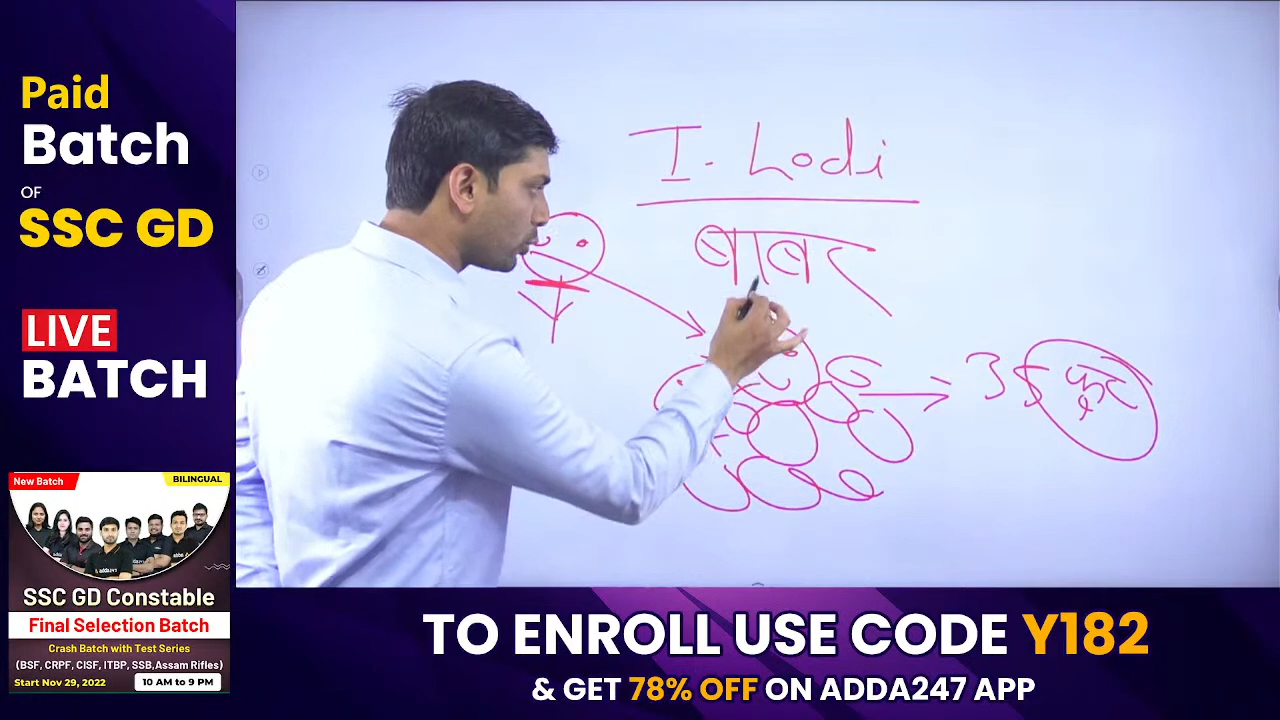 Paid
Batch
OF
SSC GD
LIVE
BATCH
New Batch
BILINGUAL
SSC GD Constable
Final Selection Batch
Crash Batch with Test Series
(BSF, CRPF, CISF, ITBP, SSB,Assam Rifles)
Start Nov 29, 2022
10 AM to 9 PM
I. Lodi
बाबर
35 फुट
TO ENROLL USE CODE Y182
& GET 78% OFF ON ADDA247 APP